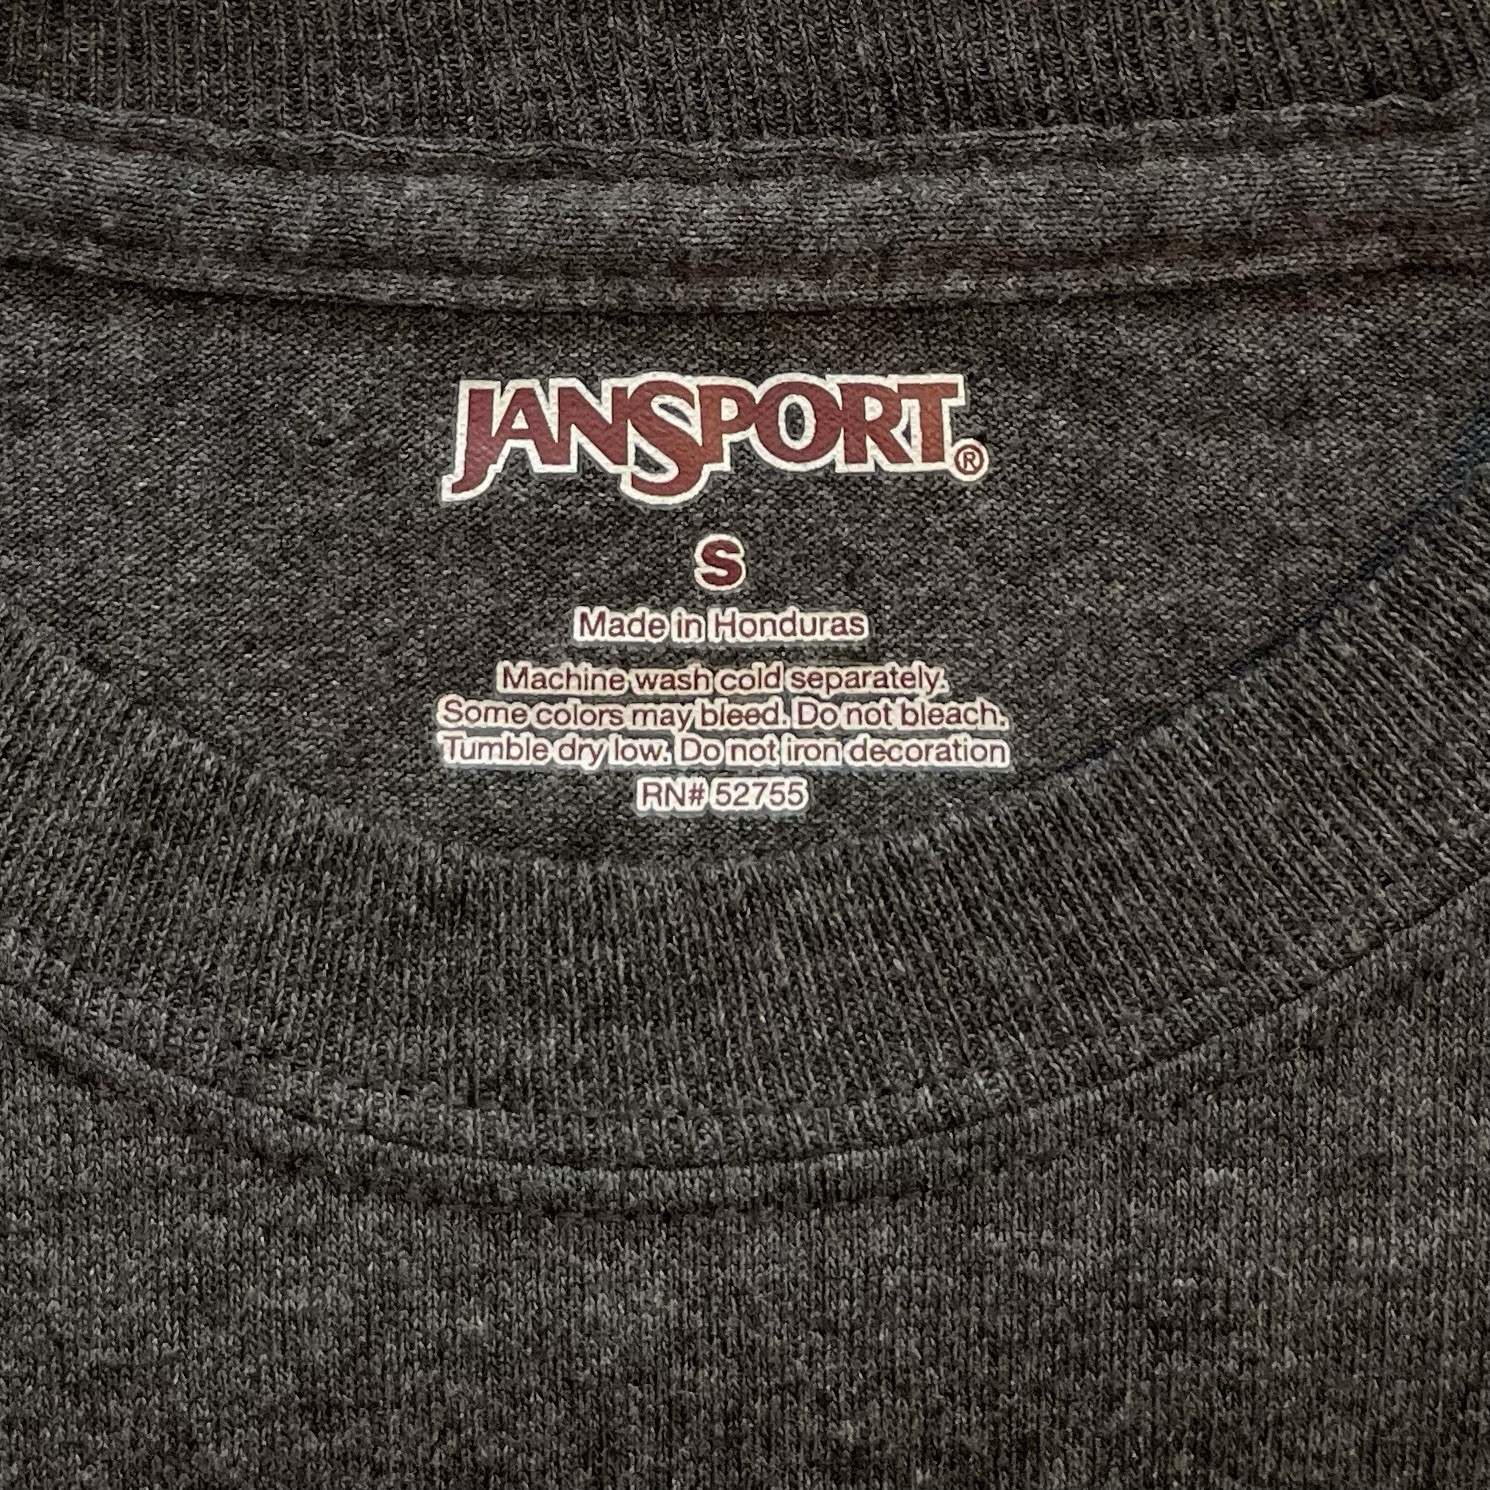 JANSPORT®
S
Made in Honduras
Machine wash cold separately.
Some colors may bleed. Do not bleach.
Tumble dry low. Do not iron decoration
RN# 52755